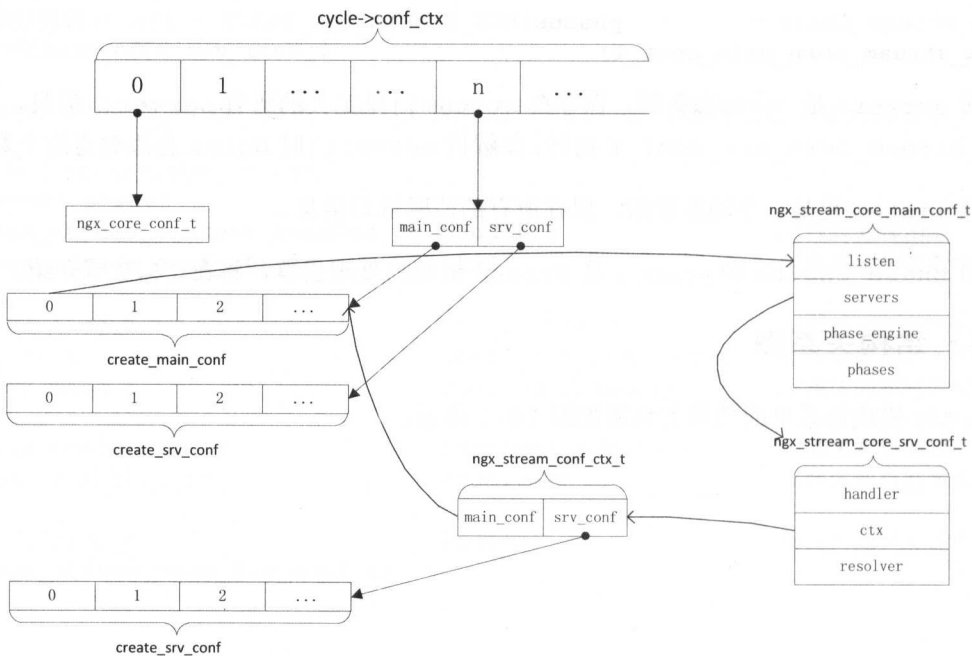 cycle->conf_ctx
0 1 ... ... n ...
ngx_core_conf_t
main_conf srv_conf
ngx_stream_core_main_conf_t
listen
servers
phase_engine
phases
0 1 2 ...
create_main_conf
0 1 2 ...
create_srv_conf
ngx_stream_conf_ctx_t
main_conf srv_conf
ngx_strream_core_srv_conf_t
handler
ctx
resolver
0 1 2 ...
create_srv_conf